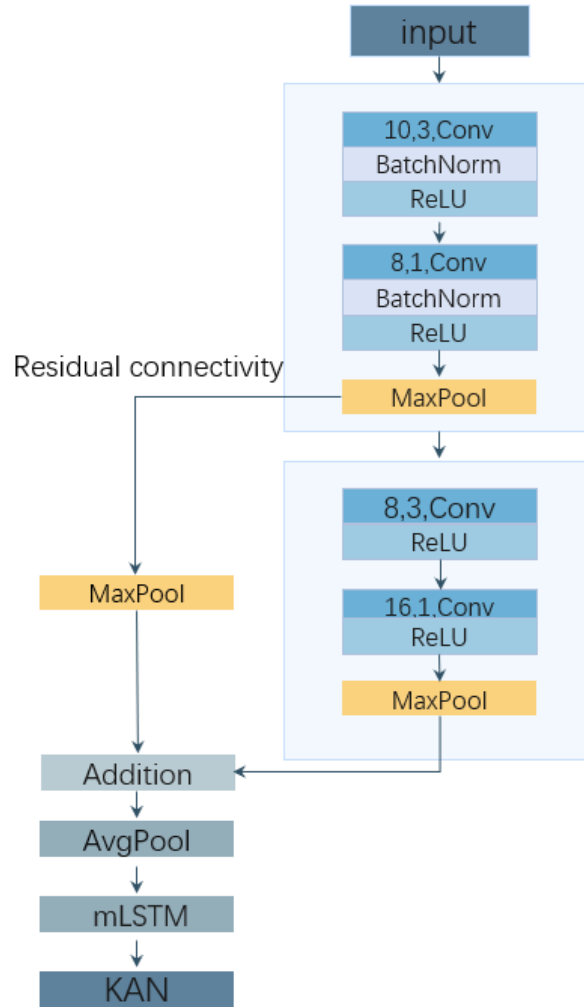 input
10,3,Conv
BatchNorm
ReLU
8,1,Conv
BatchNorm
ReLU
Residual connectivity
MaxPool
8,3,Conv
ReLU
MaxPool
16,1,Conv
ReLU
MaxPool
Addition
AvgPool
mLSTM
KAN